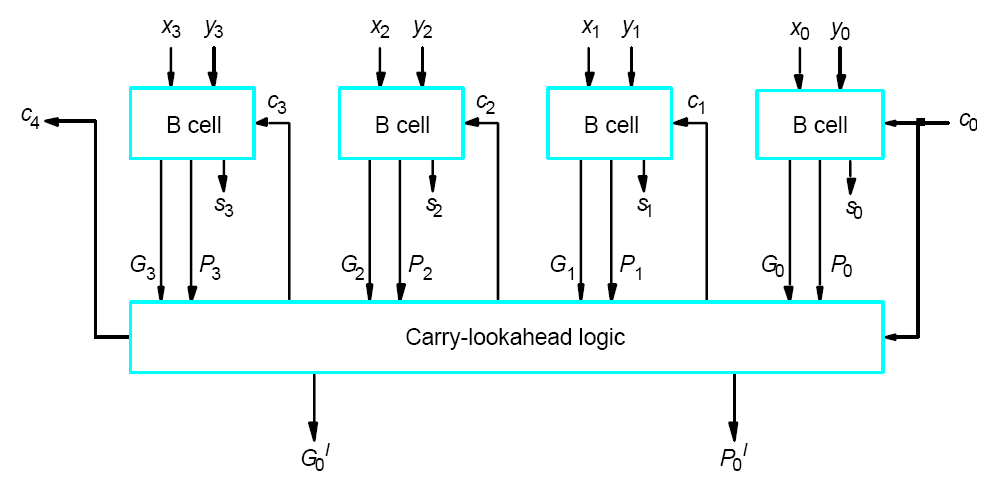 x3 y3 x2 y2 x1 y1 x0 y0
c4 B cell c3 B cell c2 B cell c1 B cell c0
s3 s2 s1 s0
G3 P3 G2 P2 G1 P1 G0 P0
Carry-lookahead logic
G0I P0I